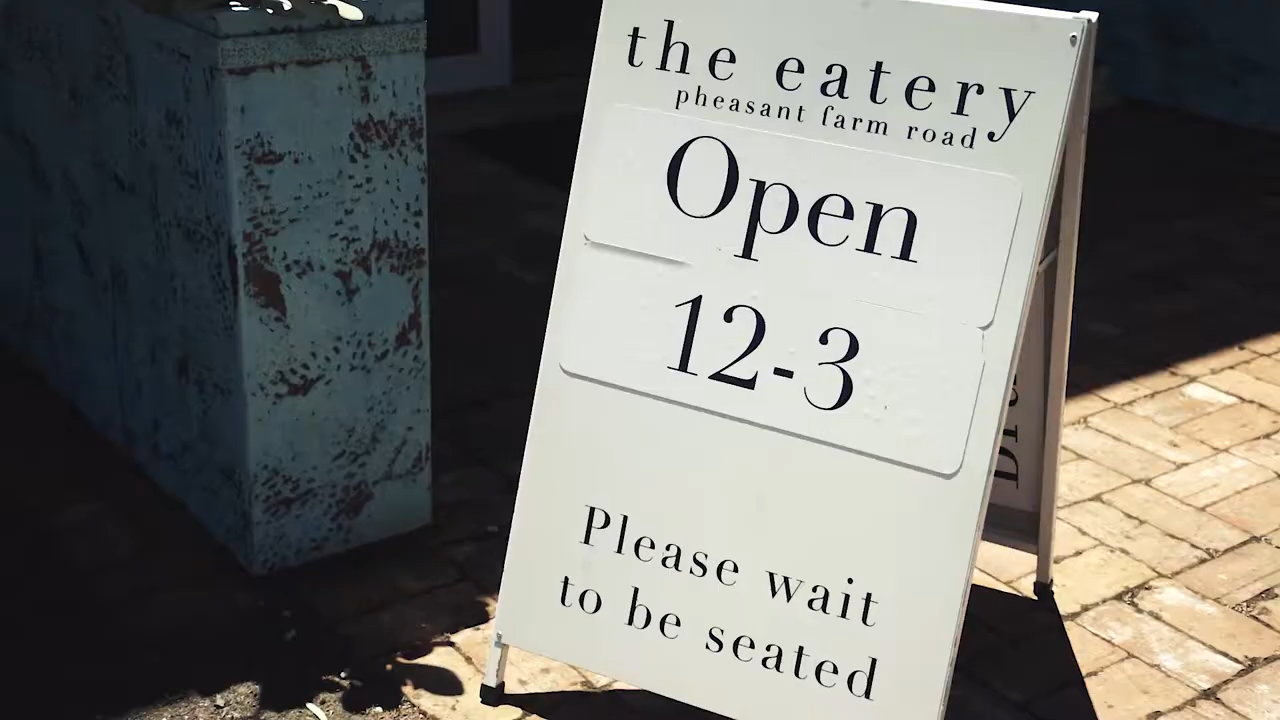 the eatery
pheasant farm road
Open
12-3
Please wait
to be seated